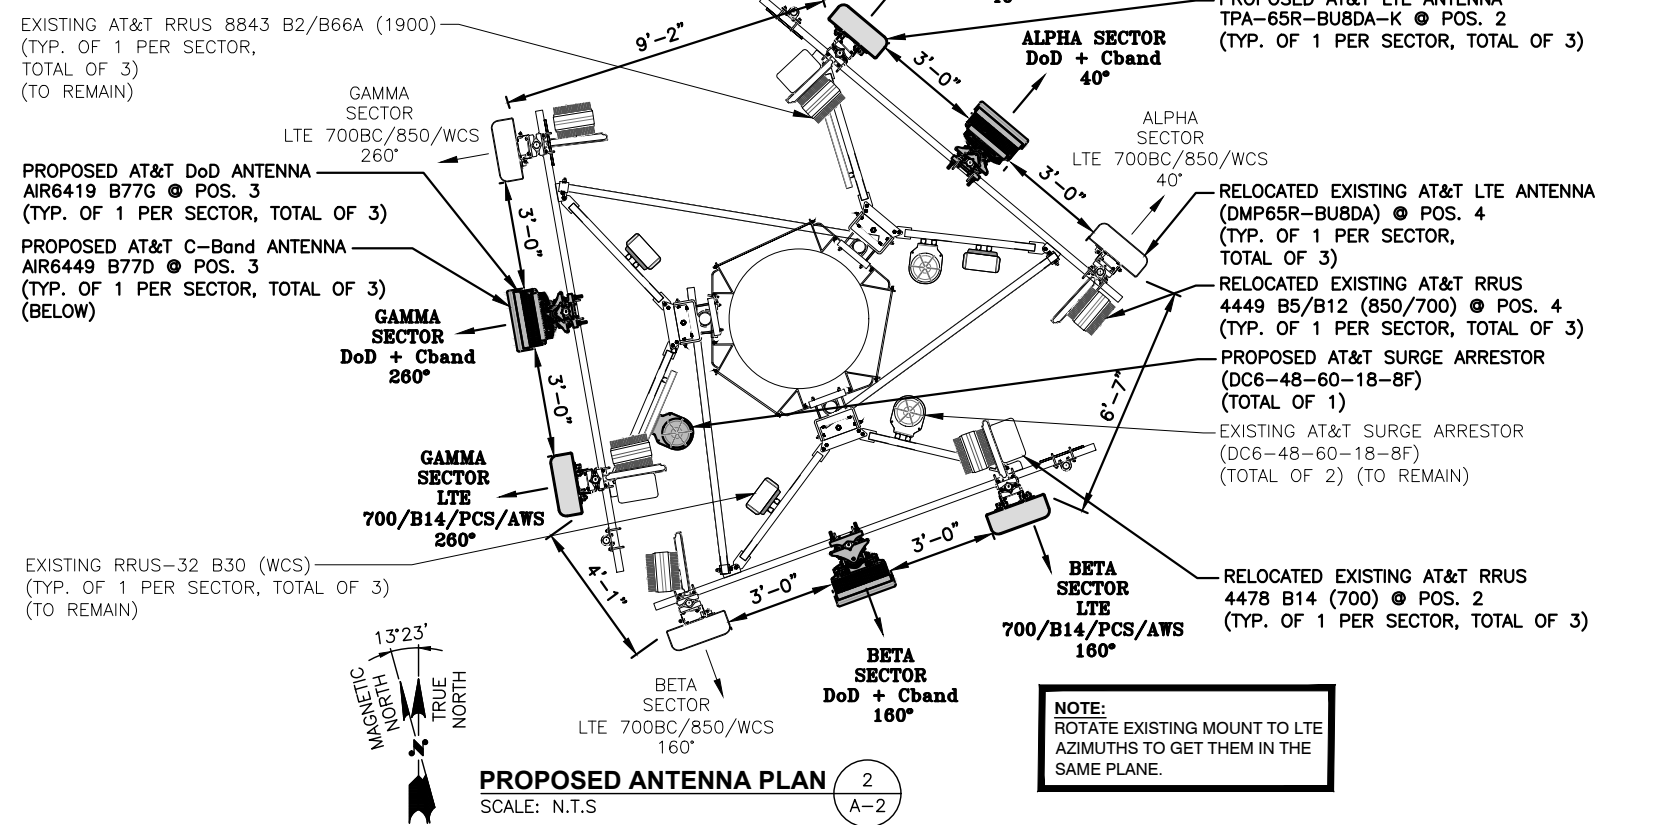 EXISTING AT&T RRUS 8843 B2/B66A (1900)
(TYP. OF 1 PER SECTOR,
TOTAL OF 3)
(TO REMAIN)
GAMMA
SECTOR
LTE 700BC/850/WCS
260°
PROPOSED AT&T DoD ANTENNA
AIR6419 B77G @ POS. 3
(TYP. OF 1 PER SECTOR, TOTAL OF 3)
PROPOSED AT&T C-Band ANTENNA
AIR6449 B77D @ POS. 3
(TYP. OF 1 PER SECTOR, TOTAL OF 3)
(BELOW)
GAMMA
SECTOR
DoD + Cband
260°
GAMMA
SECTOR
LTE
700/B14/PCS/AWS
260°
EXISTING RRUS-32 B30 (WCS)
(TYP. OF 1 PER SECTOR, TOTAL OF 3)
(TO REMAIN)
9'-2"
3'-0"
3'-0"
4'-1"
3'-0"
3'-0"
6'-7"
3'-0"
3'-0"
ALPHA SECTOR
DoD + Cband
40°
ALPHA
SECTOR
LTE 700BC/850/WCS
40°
PROPOSED AT&T LTE ANTENNA
TPA-65R-BU8DA-K @ POS. 2
(TYP. OF 1 PER SECTOR, TOTAL OF 3)
RELOCATED EXISTING AT&T LTE ANTENNA
(DMP65R-BU8DA) @ POS. 4
(TYP. OF 1 PER SECTOR,
TOTAL OF 3)
RELOCATED EXISTING AT&T RRUS
4449 B5/B12 (850/700) @ POS. 4
(TYP. OF 1 PER SECTOR, TOTAL OF 3)
PROPOSED AT&T SURGE ARRESTOR
(DC6-48-60-18-8F)
(TOTAL OF 1)
EXISTING AT&T SURGE ARRESTOR
(DC6-48-60-18-8F)
(TOTAL OF 2) (TO REMAIN)
RELOCATED EXISTING AT&T RRUS
4478 B14 (700) @ POS. 2
(TYP. OF 1 PER SECTOR, TOTAL OF 3)
BETA
SECTOR
LTE
700/B14/PCS/AWS
160°
BETA
SECTOR
DoD + Cband
160°
BETA
SECTOR
LTE 700BC/850/WCS
160°
13°23'
MAGNETIC
NORTH
TRUE
NORTH
N
NOTE:
ROTATE EXISTING MOUNT TO LTE
AZIMUTHS TO GET THEM IN THE
SAME PLANE.
PROPOSED ANTENNA PLAN
SCALE: N.T.S
2
A-2